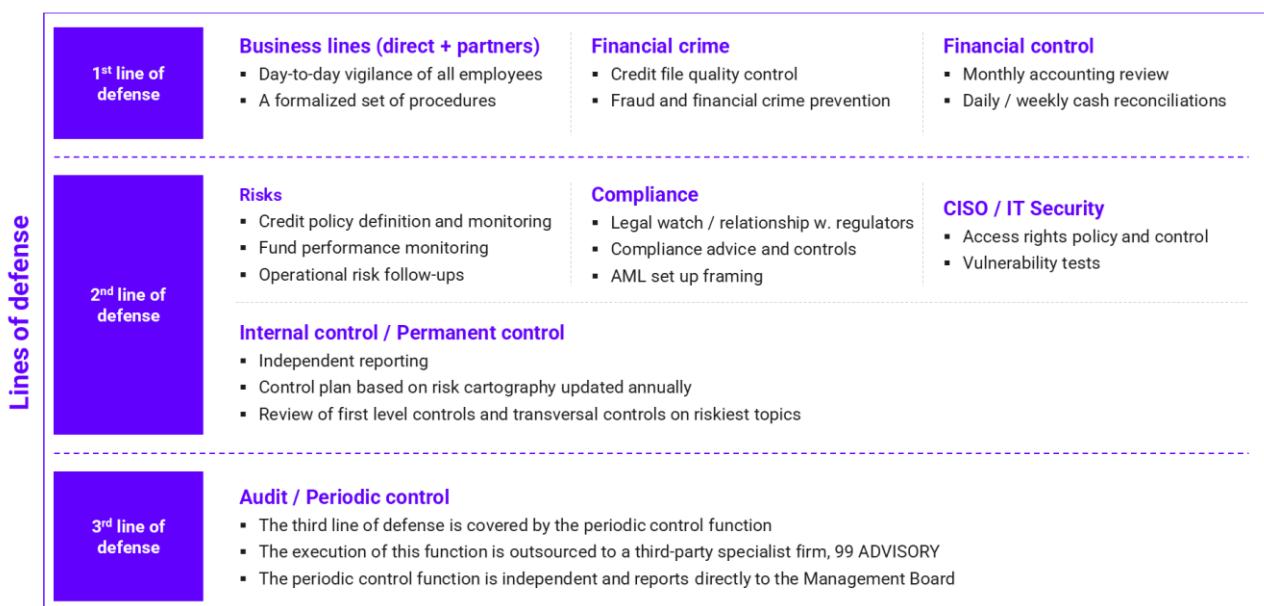 Lines of defense
1st line of
defense
Business lines (direct + partners)
▪ Day-to-day vigilance of all employees
▪ A formalized set of procedures
Financial crime
▪ Credit file quality control
▪ Fraud and financial crime prevention
Financial control
▪ Monthly accounting review
▪ Daily / weekly cash reconciliations
2nd line of
defense
Risks
▪ Credit policy definition and monitoring
▪ Fund performance monitoring
▪ Operational risk follow-ups
Compliance
▪ Legal watch / relationship w. regulators
▪ Compliance advice and controls
▪ AML set up framing
CISO / IT Security
▪ Access rights policy and control
▪ Vulnerability tests
Internal control / Permanent control
▪ Independent reporting
▪ Control plan based on risk cartography updated annually
▪ Review of first level controls and transversal controls on riskiest topics
3rd line of
defense
Audit / Periodic control
▪ The third line of defense is covered by the periodic control function
▪ The execution of this function is outsourced to a third-party specialist firm, 99 ADVISORY
▪ The periodic control function is independent and reports directly to the Management Board